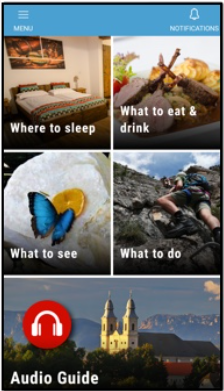 MENU
NOTIFICATIONS
Where to sleep
What to eat &
drink
What to see
What to do
Audio Guide